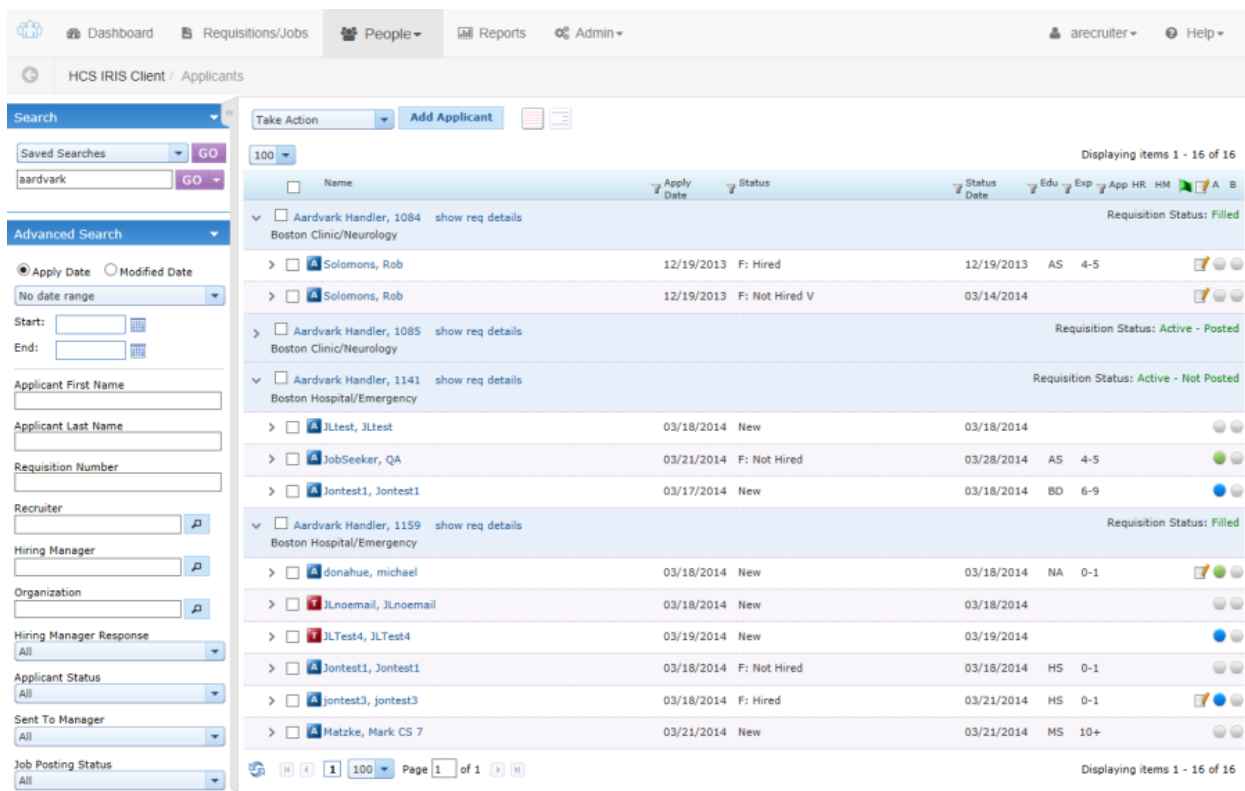 Dashboard Requisitions/Jobs People Reports Admin arecruiter Help
HCS IRIS Client / Applicants
Search
Saved Searches GO
aardvark GO
Advanced Search
Apply Date Modified Date
No date range
Start:
End:
Applicant First Name
Applicant Last Name
Requisition Number
Recruiter
Hiring Manager
Organization
Hiring Manager Response
All
Applicant Status
All
Sent To Manager
All
Job Posting Status
All
Take Action Add Applicant
100 Displaying items 1 - 16 of 16
Name Apply Date Status Status Date Edu Exp App HR HM A B
Aardvark Handler, 1084 show req details Requisition Status: Filled
Boston Clinic/Neurology
A Solomons, Rob 12/19/2013 F: Hired 12/19/2013 AS 4-5
A Solomons, Rob 12/19/2013 F: Not Hired V 03/14/2014
Aardvark Handler, 1085 show req details Requisition Status: Active - Posted
Boston Clinic/Neurology
Aardvark Handler, 1141 show req details Requisition Status: Active - Not Posted
Boston Hospital/Emergency
A JLtest, JLtest 03/18/2014 New 03/18/2014
A JobSeeker, QA 03/21/2014 F: Not Hired 03/28/2014 AS 4-5
A Jontest1, Jontest1 03/17/2014 New 03/18/2014 BD 6-9
Aardvark Handler, 1159 show req details Requisition Status: Filled
Boston Hospital/Emergency
A donahue, michael 03/18/2014 New 03/18/2014 NA 0-1
T JLnoemail, JLnoemail 03/18/2014 New 03/18/2014
T JLTest4, JLTest4 03/19/2014 New 03/19/2014
A Jontest1, Jontest1 03/18/2014 F: Not Hired 03/18/2014 HS 0-1
A jontest3, jontest3 03/18/2014 F: Hired 03/21/2014 HS 0-1
A Matzke, Mark CS 7 03/21/2014 New 03/21/2014 MS 10+
1 100 Page 1 of 1 Displaying items 1 - 16 of 16